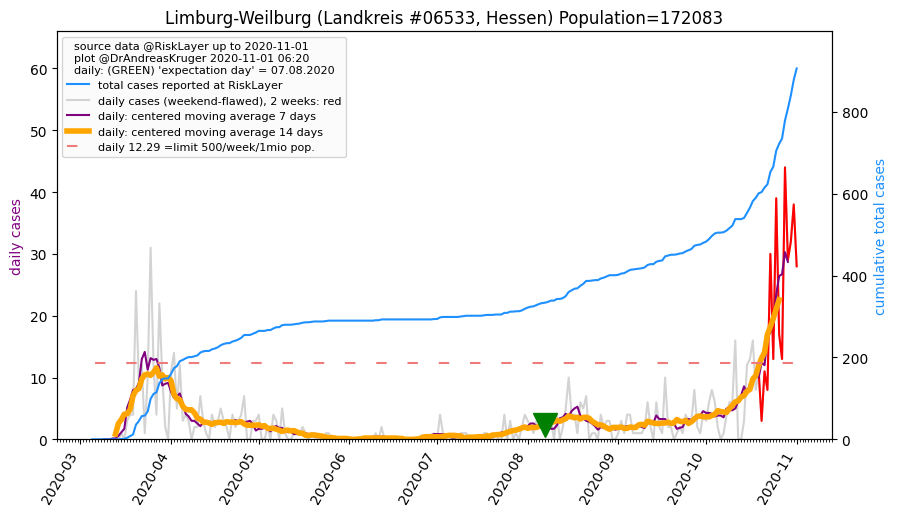 Limburg-Weilburg (Landkreis #06533, Hessen) Population=172083
source data @RiskLayer up to 2020-11-01
plot @DrAndreasKruger 2020-11-01 06:20
daily: (GREEN) 'expectation day' = 07.08.2020
total cases reported at RiskLayer
daily cases (weekend-flawed), 2 weeks: red
daily: centered moving average 7 days
daily: centered moving average 14 days
daily 12.29 =limit 500/week/1mio pop.
daily cases
60
50
40
30
20
10
0
cumulative total cases
800
600
400
200
0
2020-03
2020-04
2020-05
2020-06
2020-07
2020-08
2020-09
2020-10
2020-11